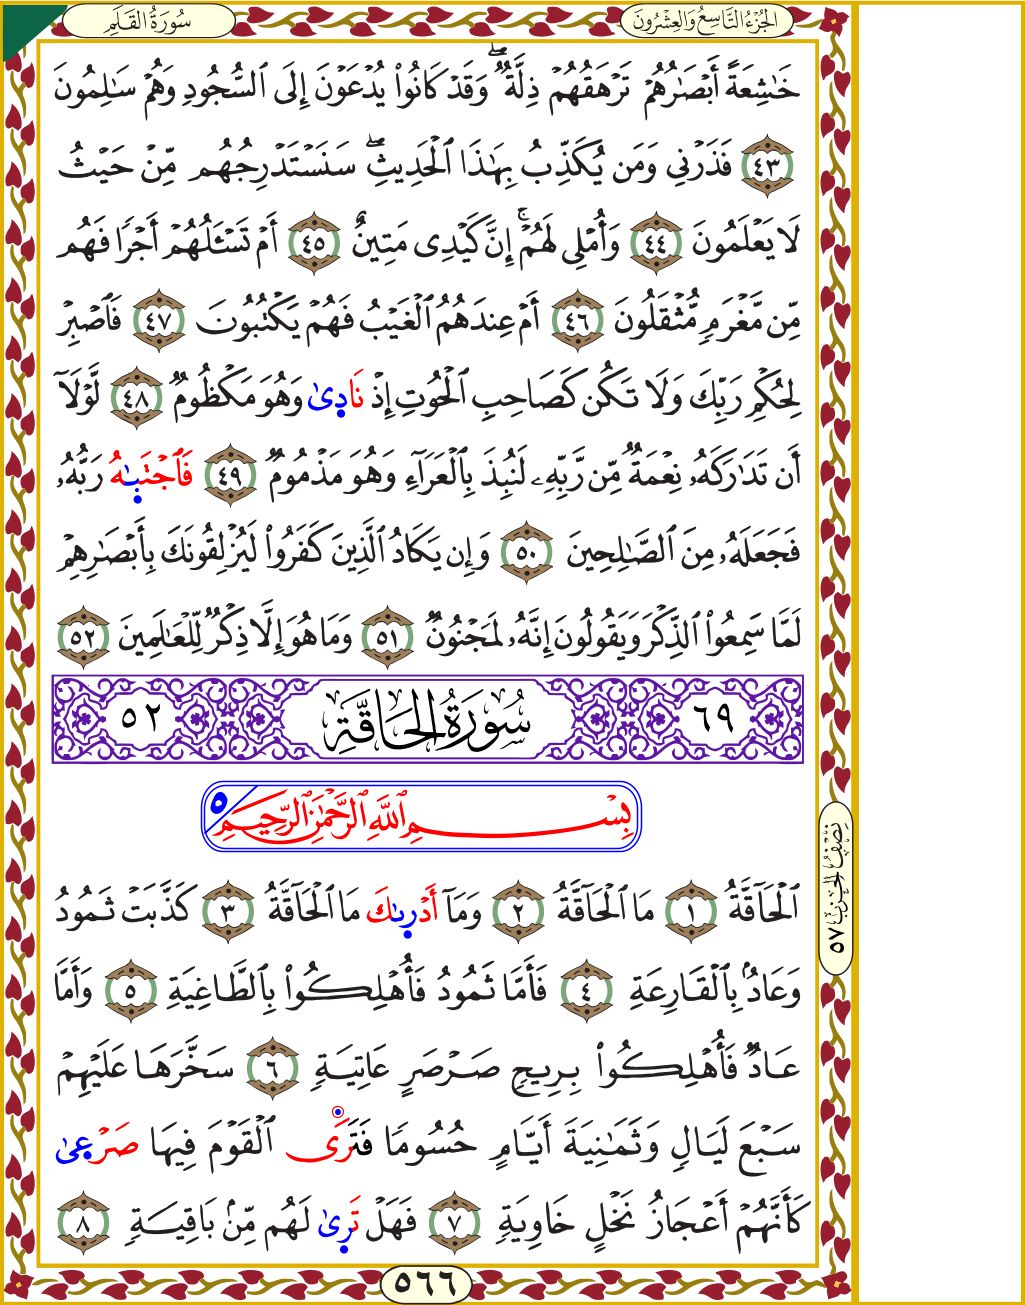 الجُزْءُ التَّاسِعُ وَالعِشْرُونَ
سُورَةُ القَلَمِ
خَٰشِعَةً أَبْصَٰرُهُمْ تَرْهَقُهُمْ ذِلَّةٌۖ وَقَدْ كَانُوا۟ يُدْعَوْنَ إِلَى ٱلسُّجُودِ وَهُمْ سَٰلِمُونَ
٤٣ فَذَرْنِى وَمَن يُكَذِّبُ بِهَٰذَا ٱلْحَدِيثِۖ سَنَسْتَدْرِجُهُم مِّنْ حَيْثُ
لَا يَعْلَمُونَ ٤٤ وَأُمْلِى لَهُمْۚ إِنَّ كَيْدِى مَتِينٌ ٤٥ أَمْ تَسْـَٔلُهُمْ أَجْرًا فَهُم
مِّن مَّغْرَمٍ مُّثْقَلُونَ ٤٦ أَمْ عِندَهُمُ ٱلْغَيْبُ فَهُمْ يَكْتُبُونَ ٤٧ فَٱصْبِرْ
لِحُكْمِ رَبِّكَ وَلَا تَكُن كَصَاحِبِ ٱلْحُوتِ إِذْ نَادٜىٰ وَهُوَ مَكْظُومٌ ٤٨ لَّوْلَآ
أَن تَدَٰرَكَهُۥ نِعْمَةٌ مِّن رَّبِّهِۦ لَنُبِذَ بِٱلْعَرَآءِ وَهُوَ مَذْمُومٌ ٤٩ فَٱجْتَبٜىٰهُ رَبُّهُۥ
فَجَعَلَهُۥ مِنَ ٱلصَّٰلِحِينَ ٥٠ وَإِن يَكَادُ ٱلَّذِينَ كَفَرُوا۟ لَيُزْلِقُونَكَ بِأَبْصَٰرِهِمْ
لَمَّا سَمِعُوا۟ ٱلذِّكْرَ وَيَقُولُونَ إِنَّهُۥ لَمَجْنُونٌ ٥١ وَمَا هُوَ إِلَّا ذِكْرٌ لِّلْعَٰلَمِينَ ٥٢
٦٩ سُورَةُ الحَاقَّةِ ٥٢
بِسْمِ ٱللَّهِ ٱلرَّحْمَٰنِ ٱلرَّحِيمِ ٥
ٱلْحَآقَّةُ ١ مَا ٱلْحَآقَّةُ ٢ وَمَآ أَدْرٜىٰكَ مَا ٱلْحَآقَّةُ ٣ كَذَّبَتْ ثَمُودُ
وَعَادٌۢ بِٱلْقَارِعَةِ ٤ فَأَمَّا ثَمُودُ فَأُهْلِكُوا۟ بِٱلطَّاغِيَةِ ٥ وَأَمَّا
عَادٌ فَأُهْلِكُوا۟ بِرِيحٍ صَرْصَرٍ عَاتِيَةٍ ٦ سَخَّرَهَا عَلَيْهِمْ
سَبْعَ لَيَالٍ وَثَمَٰنِيَةَ أَيَّامٍ حُسُومًا فَتَرَى ٱلْقَوْمَ فِيهَا صَرْعٜىٰ
كَأَنَّهُمْ أَعْجَازُ نَخْلٍ خَاوِيَةٍ ٧ فَهَلْ تَرٜىٰ لَهُم مِّنۢ بَاقِيَةٍ ٨
نِصْفُ الحِزْبِ ٥٧
٥٦٦